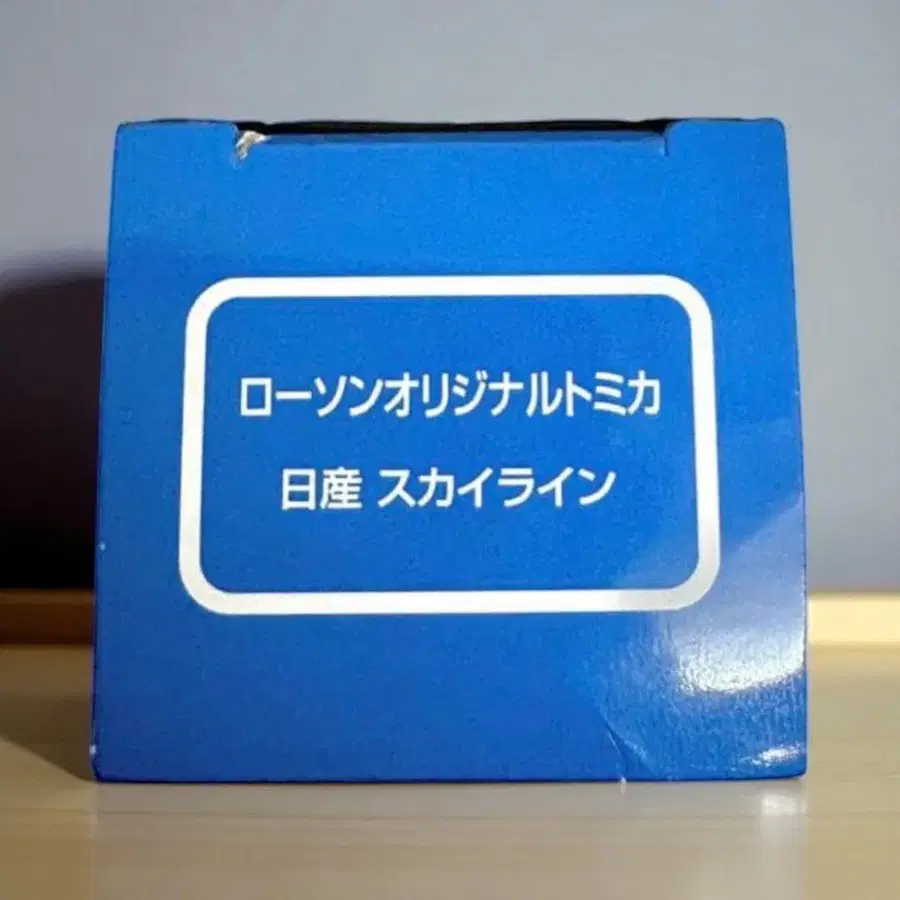 ローソンオリジナルトミカ
日産 スカイライン